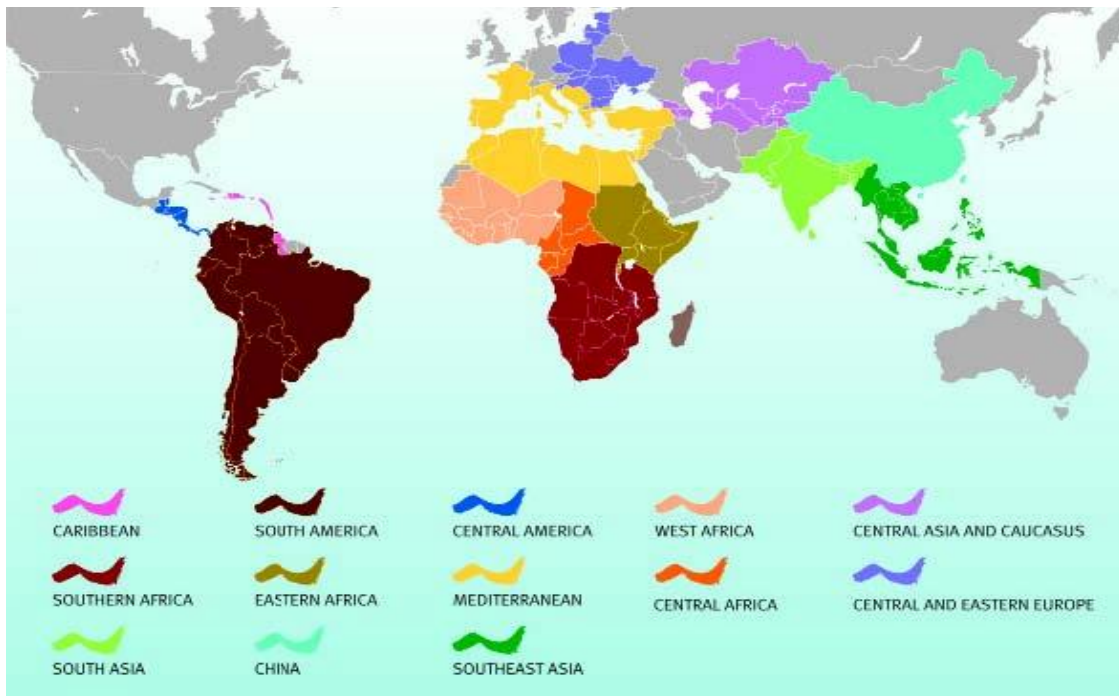 CARIBBEAN
SOUTH AMERICA
CENTRAL AMERICA
WEST AFRICA
CENTRAL ASIA AND CAUCASUS
SOUTHERN AFRICA
EASTERN AFRICA
MEDITERRANEAN
CENTRAL AFRICA
CENTRAL AND EASTERN EUROPE
SOUTH ASIA
CHINA
SOUTHEAST ASIA